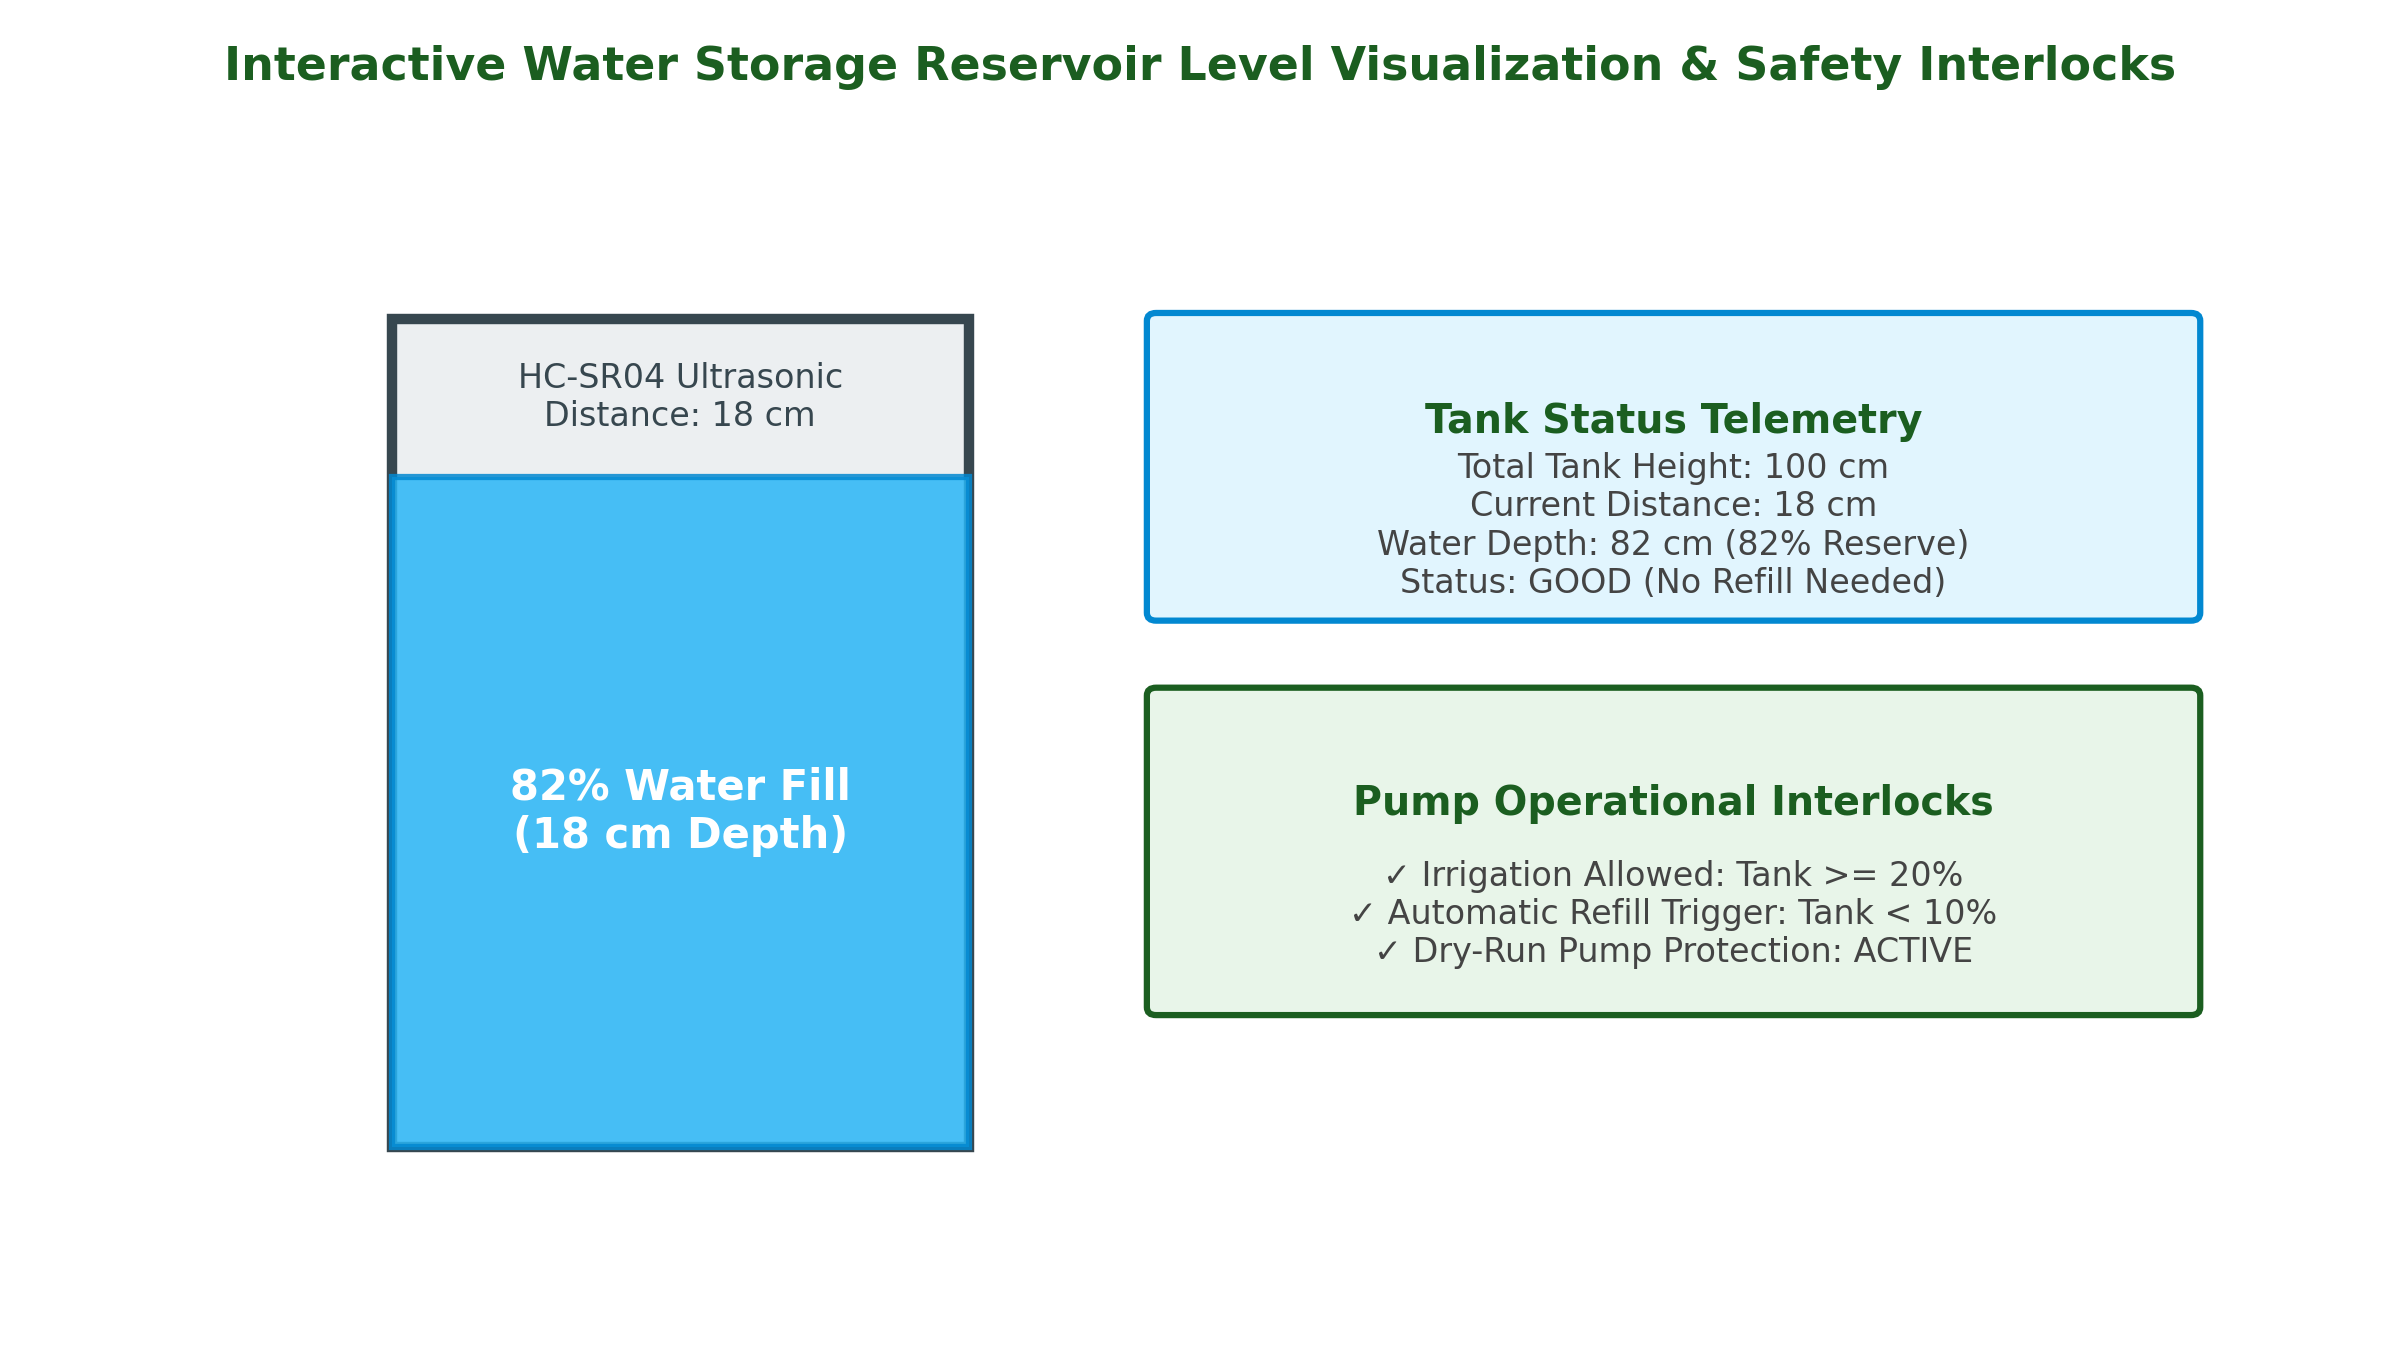 Interactive Water Storage Reservoir Level Visualization & Safety Interlocks
HC-SR04 Ultrasonic
Distance: 18 cm
82% Water Fill
(18 cm Depth)
Tank Status Telemetry
Total Tank Height: 100 cm
Current Distance: 18 cm
Water Depth: 82 cm (82% Reserve)
Status: GOOD (No Refill Needed)
Pump Operational Interlocks
✓ Irrigation Allowed: Tank >= 20%
✓ Automatic Refill Trigger: Tank < 10%
✓ Dry-Run Pump Protection: ACTIVE